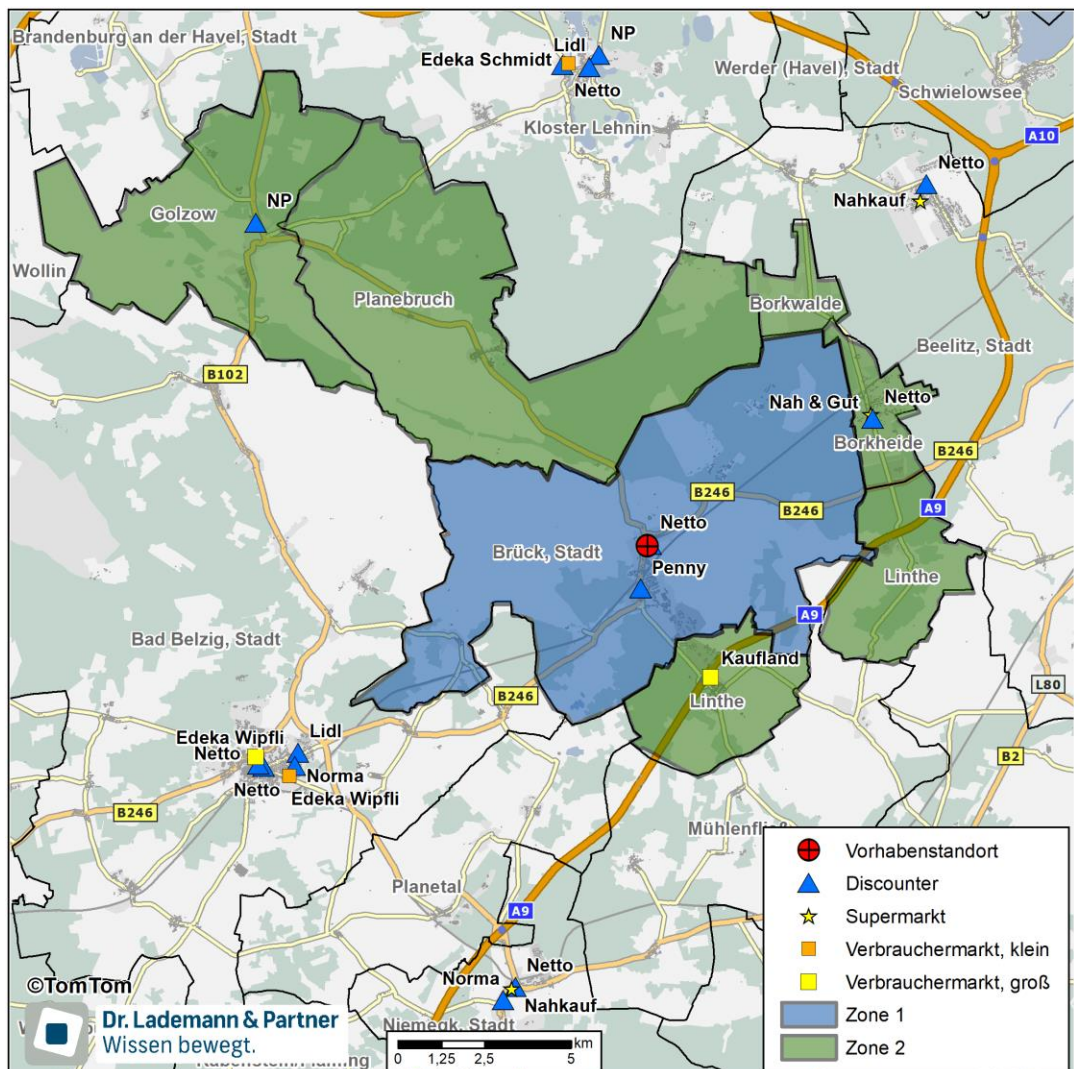 Brandenburg an der Havel, Stadt
NP
Lidl
Edeka Schmidt
Netto
Werder (Havel), Stadt
Schwielowsee
Kloster Lehnin
A10
Netto
Nahkauf
NP
Golzow
Wollin
Planebruch
Borkwalde
Beelitz, Stadt
B102
Nah & Gut
Netto
Borkheide
B246
B246
B246
A9
Netto
Brück, Stadt
Penny
Linthe
A9
Bad Belzig, Stadt
Kaufland
Linthe
B246
L80
Edeka Wipfli
Lidl
Netto
Norma
Netto
Edeka Wipfli
B2
B246
Planetal
A9
Netto
Norma
Nahkauf
Niemegk, Stadt
©TomTom
Dr. Lademann & Partner
Wissen bewegt.
km
0 1,25 2,5 5
Vorhabenstandort
Discounter
Supermarkt
Verbrauchermarkt, klein
Verbrauchermarkt, groß
Zone 1
Zone 2